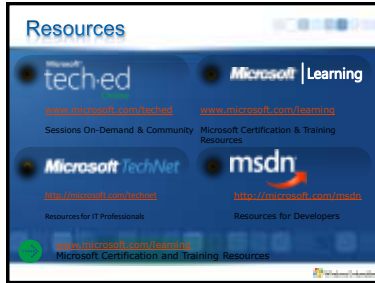 Resources
Microsoft
tech·ed
Online
Microsoft | Learning
www.microsoft.com/teched
www.microsoft.com/learning
Sessions On-Demand & Community
Microsoft Certification & Training
Resources
Microsoft TechNet
msdn
http://microsoft.com/technet
http://microsoft.com/msdn
Resources for IT Professionals
Resources for Developers
www.microsoft.com/learning
Microsoft Certification and Training Resources